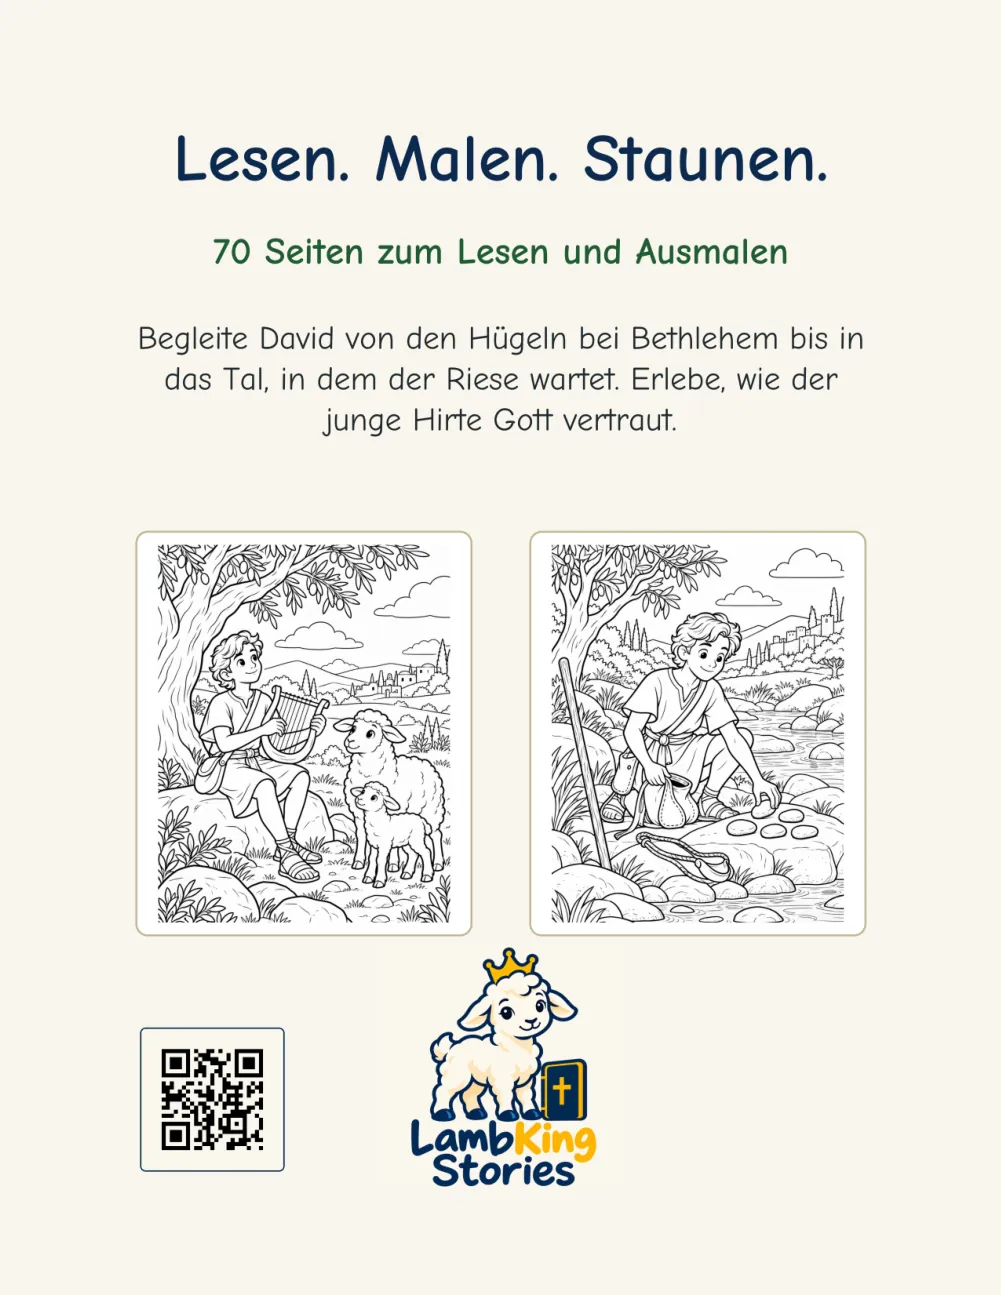 Lesen. Malen. Staunen.
70 Seiten zum Lesen und Ausmalen
Begleite David von den Hügeln bei Bethlehem bis in
das Tal, in dem der Riese wartet. Erlebe, wie der
junge Hirte Gott vertraut.
LambKing
Stories